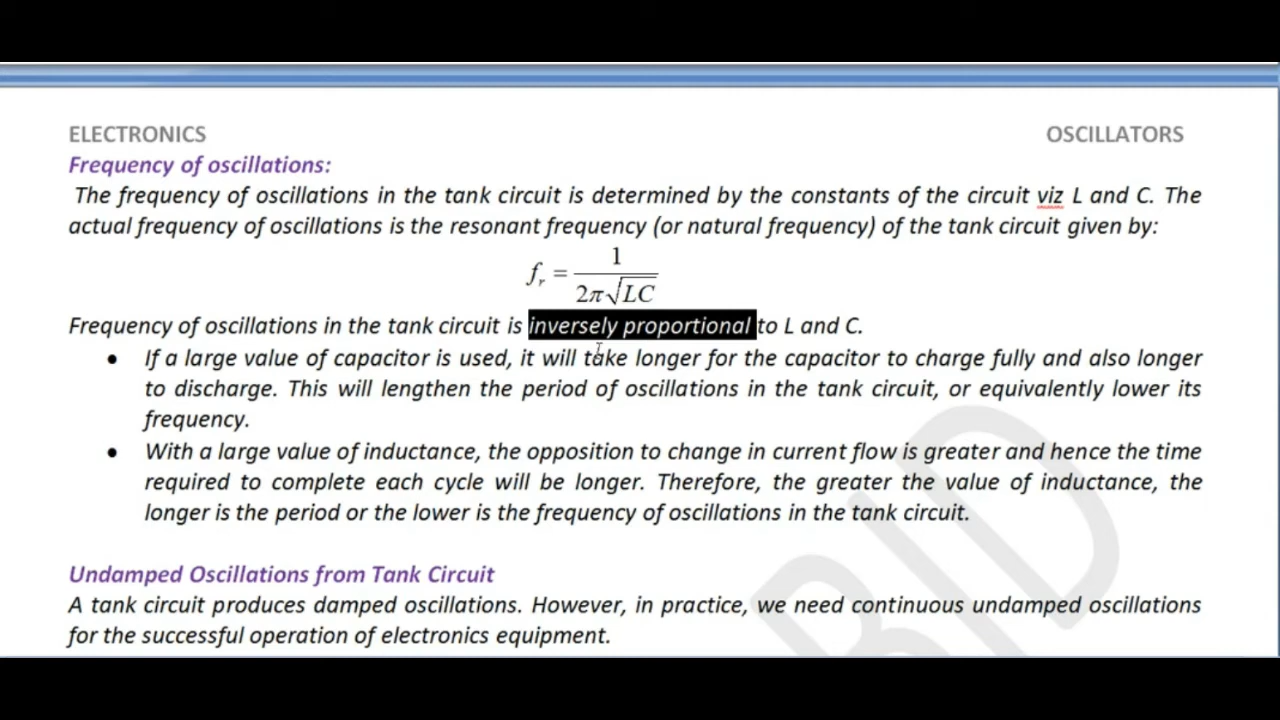 ELECTRONICS OSCILLATORS
Frequency of oscillations:
The frequency of oscillations in the tank circuit is determined by the constants of the circuit viz L and C. The
actual frequency of oscillations is the resonant frequency (or natural frequency) of the tank circuit given by:
f_r = 1 / 2π√LC
Frequency of oscillations in the tank circuit is inversely proportional to L and C.
• If a large value of capacitor is used, it will take longer for the capacitor to charge fully and also longer
to discharge. This will lengthen the period of oscillations in the tank circuit, or equivalently lower its
frequency.
• With a large value of inductance, the opposition to change in current flow is greater and hence the time
required to complete each cycle will be longer. Therefore, the greater the value of inductance, the
longer is the period or the lower is the frequency of oscillations in the tank circuit.
Undamped Oscillations from Tank Circuit
A tank circuit produces damped oscillations. However, in practice, we need continuous undamped oscillations
for the successful operation of electronics equipment.